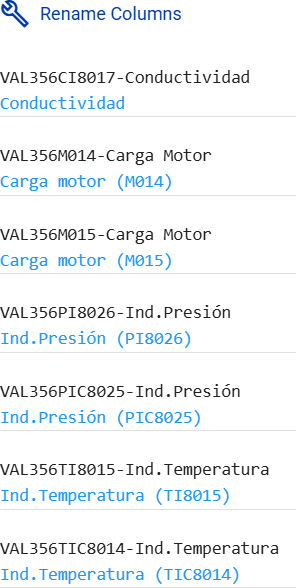 Rename Columns
VAL356CI8017-Conductividad
Conductividad
VAL356M014-Carga Motor
Carga motor (M014)
VAL356M015-Carga Motor
Carga motor (M015)
VAL356PI8026-Ind.Presión
Ind.Presión (PI8026)
VAL356PIC8025-Ind.Presión
Ind.Presión (PIC8025)
VAL356TI8015-Ind.Temperatura
Ind.Temperatura (TI8015)
VAL356TIC8014-Ind.Temperatura
Ind.Temperatura (TIC8014)